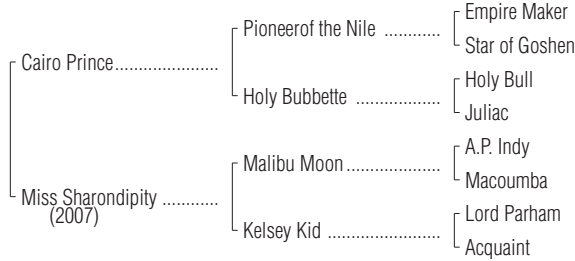 Empire Maker
Pioneerof the Nile ............
Star of Goshen
Cairo Prince......................
Holy Bull
Holy Bubbette ..................
Juliac
A.P. Indy
Malibu Moon....................
Macoumba
Miss Sharondipity ............
(2007)
Lord Parham
Kelsey Kid ........................
Acquaint